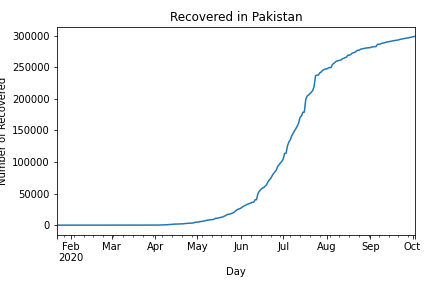 Recovered in Pakistan
300000
250000
200000
150000
100000
50000
0
Number of Recovered
Feb Mar Apr May Jun Jul Aug Sep Oct
2020
Day